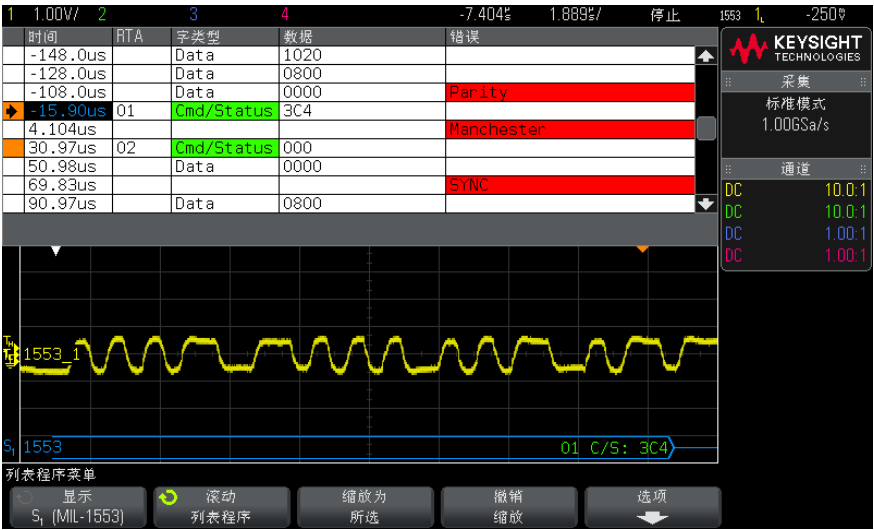 1 1.00V/ 2 3 4 -7.404µs 1.889µs/ 停止 1553 1 -250mV
时间 RTA 字类型 数据 错误
-148.0us Data 1020
-128.0us Data 0800
-108.0us Data 0000 Parity
-15.90us 01 Cmd/Status 3C4
4.104us Manchester
30.97us 02 Cmd/Status 000
50.98us Data 0000
69.83us SYNC
90.97us Data 0800
KEYSIGHT
TECHNOLOGIES
采集
标准模式
1.00GSa/s
通道
DC 10.0:1
DC 10.0:1
DC 1.00:1
DC 1.00:1
1553_1
S1 1553 01 C/S: 3C4
列表程序菜单
显示 滚动 缩放为 撤销 选项
S1 (MIL-1553) 列表程序 所选 缩放